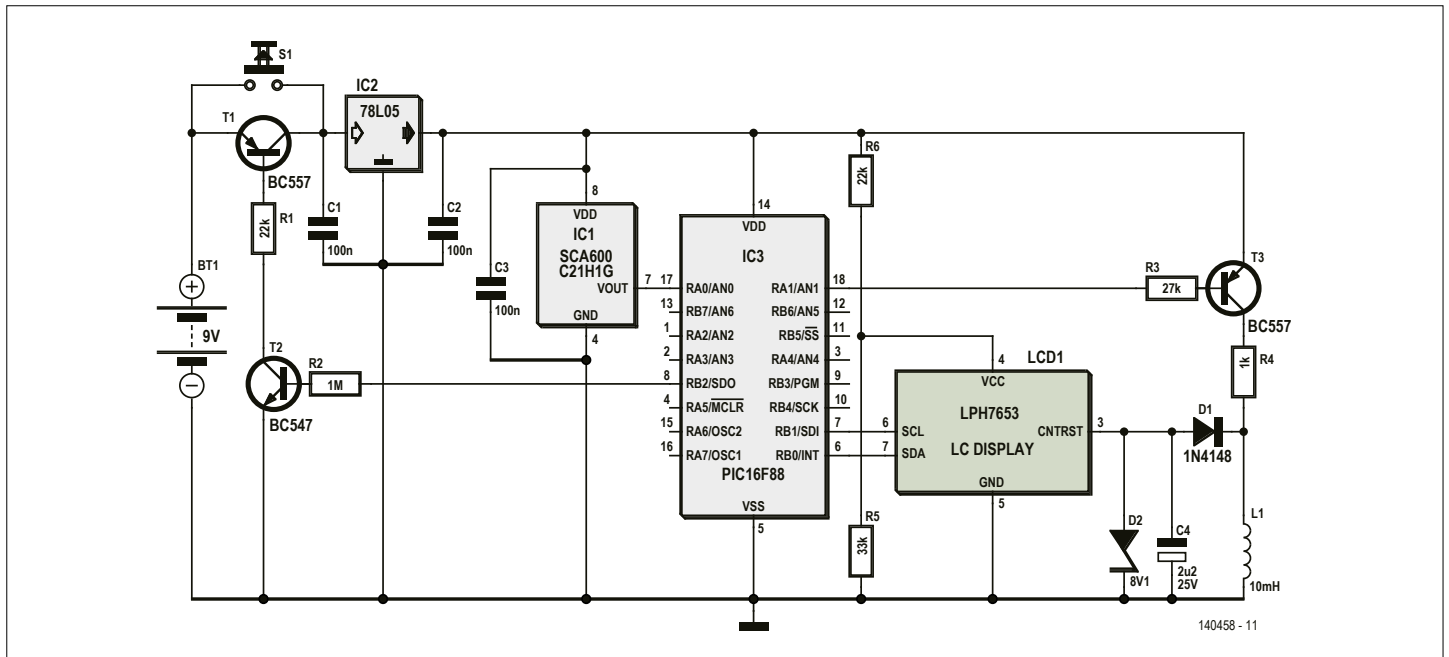 S1
IC2
78L05
T1
BC557
R1
22k
C1
100n
C2
100n
BT1
9V
T2
BC547
R2
1M
C3
100n
8
VDD
IC1
SCA600
C21H1G
VOUT
7
GND
4
14
VDD
IC3
17
RA0/AN0
13
RB7/AN6
1
RA2/AN2
2
RA3/AN3
8
RB2/SDO
4
RA5/MCLR
15
RA6/OSC2
16
RA7/OSC1
RA1/AN1
18
RB6/AN5
12
RB5/SS
11
RA4/AN4
3
RB3/PGM
9
RB4/SCK
10
RB1/SDI
7
RB0/INT
6
PIC16F88
VSS
5
R6
22k
R5
33k
LCD1
4
VCC
LPH7653
LC DISPLAY
6
SCL
7
SDA
CNTRST
3
GND
5
R3
27k
T3
BC557
R4
1k
D1
1N4148
D2
8V1
C4
2u2
25V
L1
10mH
140458 - 11